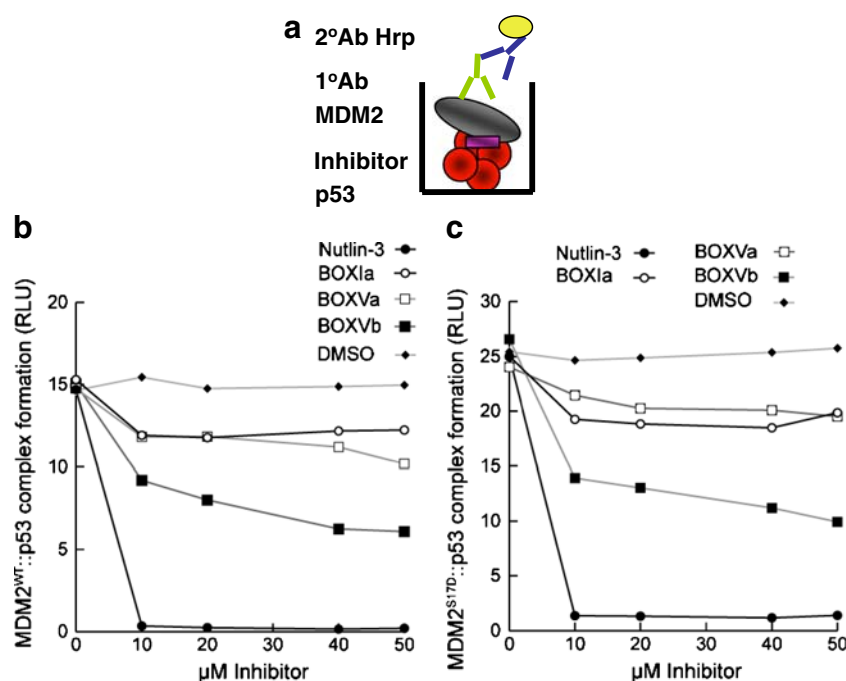 a
2ºAb Hrp
1ºAb
MDM2
Inhibitor
p53
b
Nutlin-3
BOXIa
BOXVa
BOXVb
DMSO
MDM2WT::p53 complex formation (RLU)
20
15
10
5
0
0 10 20 30 40 50
µM Inhibitor
c
Nutlin-3
BOXIa
BOXVa
BOXVb
DMSO
MDM2S17D::p53 complex formation (RLU)
30
25
20
15
10
5
0
0 10 20 30 40 50
µM Inhibitor